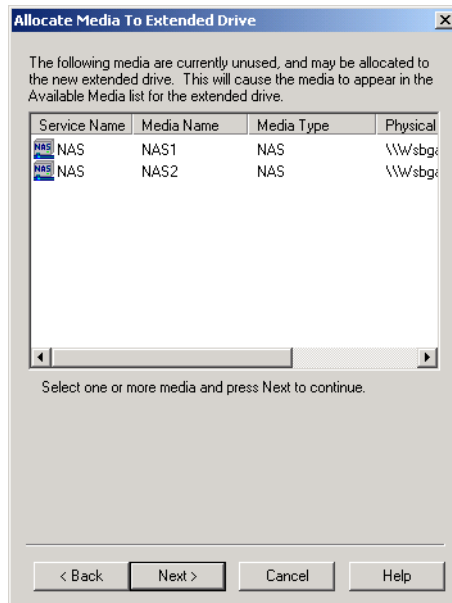 Allocate Media To Extended Drive
The following media are currently unused, and may be allocated to
the new extended drive. This will cause the media to appear in the
Available Media list for the extended drive.
Service Name Media Name Media Type Physical
NAS NAS NAS1 NAS \\Wsbga
NAS NAS NAS2 NAS \\Wsbga
Select one or more media and press Next to continue.
< Back Next > Cancel Help